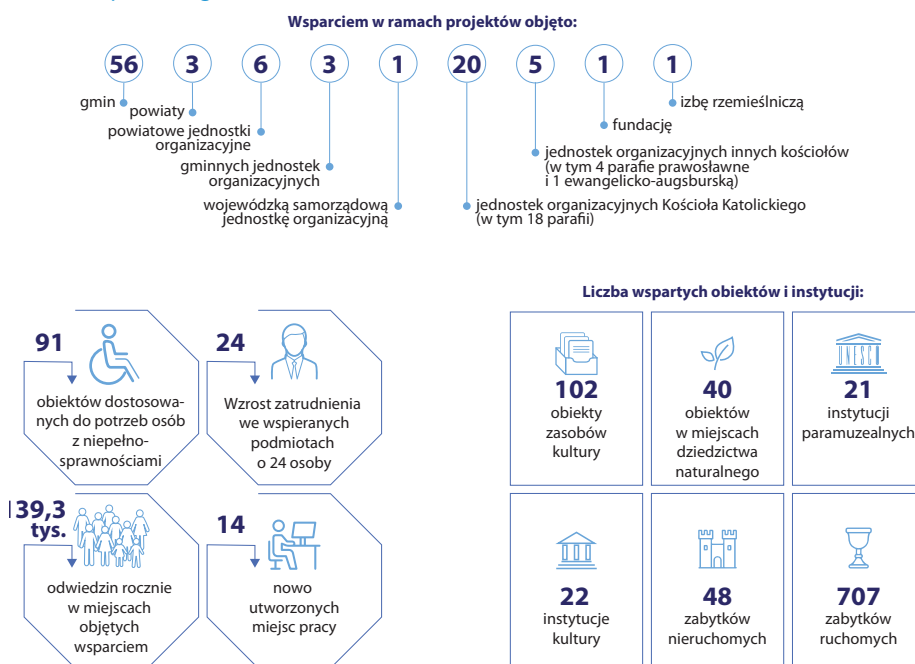 Wsparciem w ramach projektów objęto:
56 3 6 3 1 20 5 1 1
gmin
powiaty
powiatowe jednostki
organizacyjne
gminnych jednostek
organizacyjnych
wojewódzką samorządową
jednostkę organizacyjną
izbę rzemieślniczą
fundację
jednostek organizacyjnych innych kościołów
(w tym 4 parafie prawosławne
i 1 ewangelicko-augsburską)
jednostek organizacyjnych Kościoła Katolickiego
(w tym 18 parafii)
91
obiektów dostosowa-
nych do potrzeb osób
z niepełno-
sprawnościami
24
Wzrost zatrudnienia
we wspieranych
podmiotach
o 24 osoby
139,3
tys.
odwiedzin rocznie
w miejscach
objętych
wsparciem
14
nowo
utworzonych
miejsc pracy
Liczba wspartych obiektów i instytucji:
102
obiekty
zasobów
kultury
40
obiektów
w miejscach
dziedzictwa
naturalnego
UNESCO
21
instytucji
paramuzealnych
22
instytucje
kultury
48
zabytków
nieruchomych
707
zabytków
ruchomych